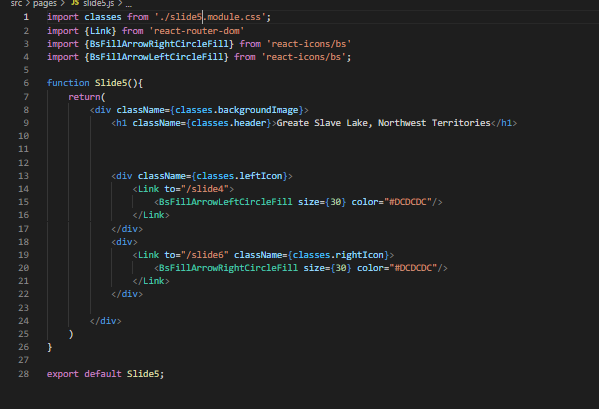 src > pages > JS slide5.js > ...
1 import classes from './slide5.module.css';
2 import {Link} from 'react-router-dom'
3 import {BsFillArrowRightCircleFill} from 'react-icons/bs'
4 import {BsFillArrowLeftCircleFill} from 'react-icons/bs';
5
6 function Slide5(){
7     return(
8         <div className={classes.backgroundImage}>
9             <h1 className={classes.header}>Greate Slave Lake, Northwest Territories</h1>
10
11
12
13             <div className={classes.leftIcon}>
14                 <Link to="/slide4">
15                     <BsFillArrowLeftCircleFill size={30} color="#DCDCDC"/>
16                 </Link>
17             </div>
18             <div>
19                 <Link to="/slide6" className={classes.rightIcon}>
20                     <BsFillArrowRightCircleFill size={30} color="#DCDCDC"/>
21                 </Link>
22             </div>
23
24         </div>
25     )
26 }
27
28 export default Slide5;